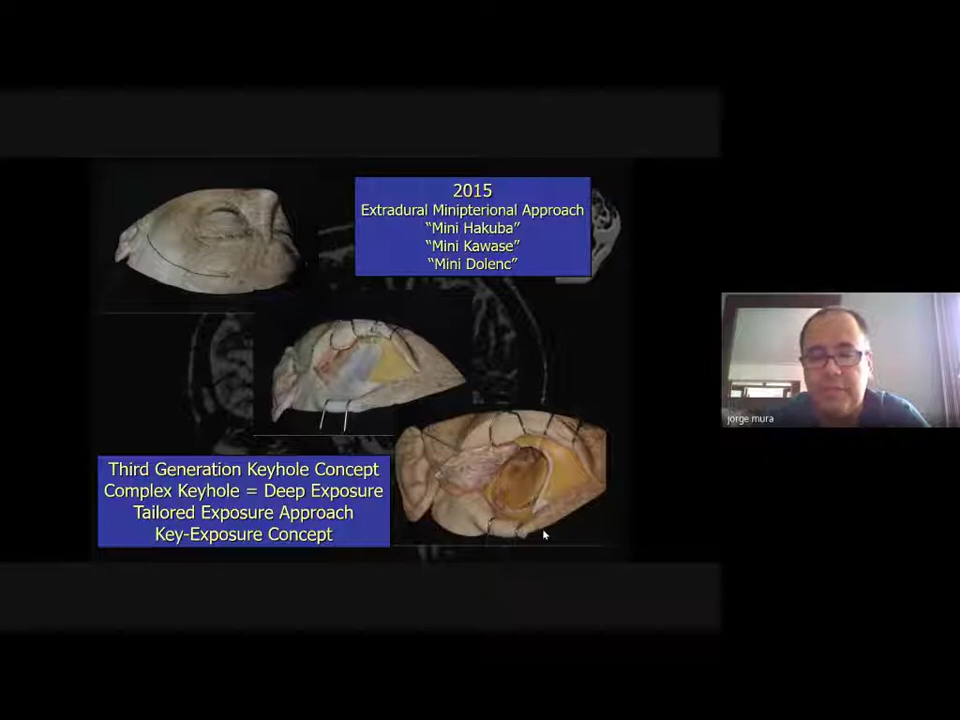 2015
Extradural Minipterional Approach
“Mini Hakuba”
“Mini Kawase”
“Mini Dolenc”
Third Generation Keyhole Concept
Complex Keyhole = Deep Exposure
Tailored Exposure Approach
Key-Exposure Concept
jorge mura